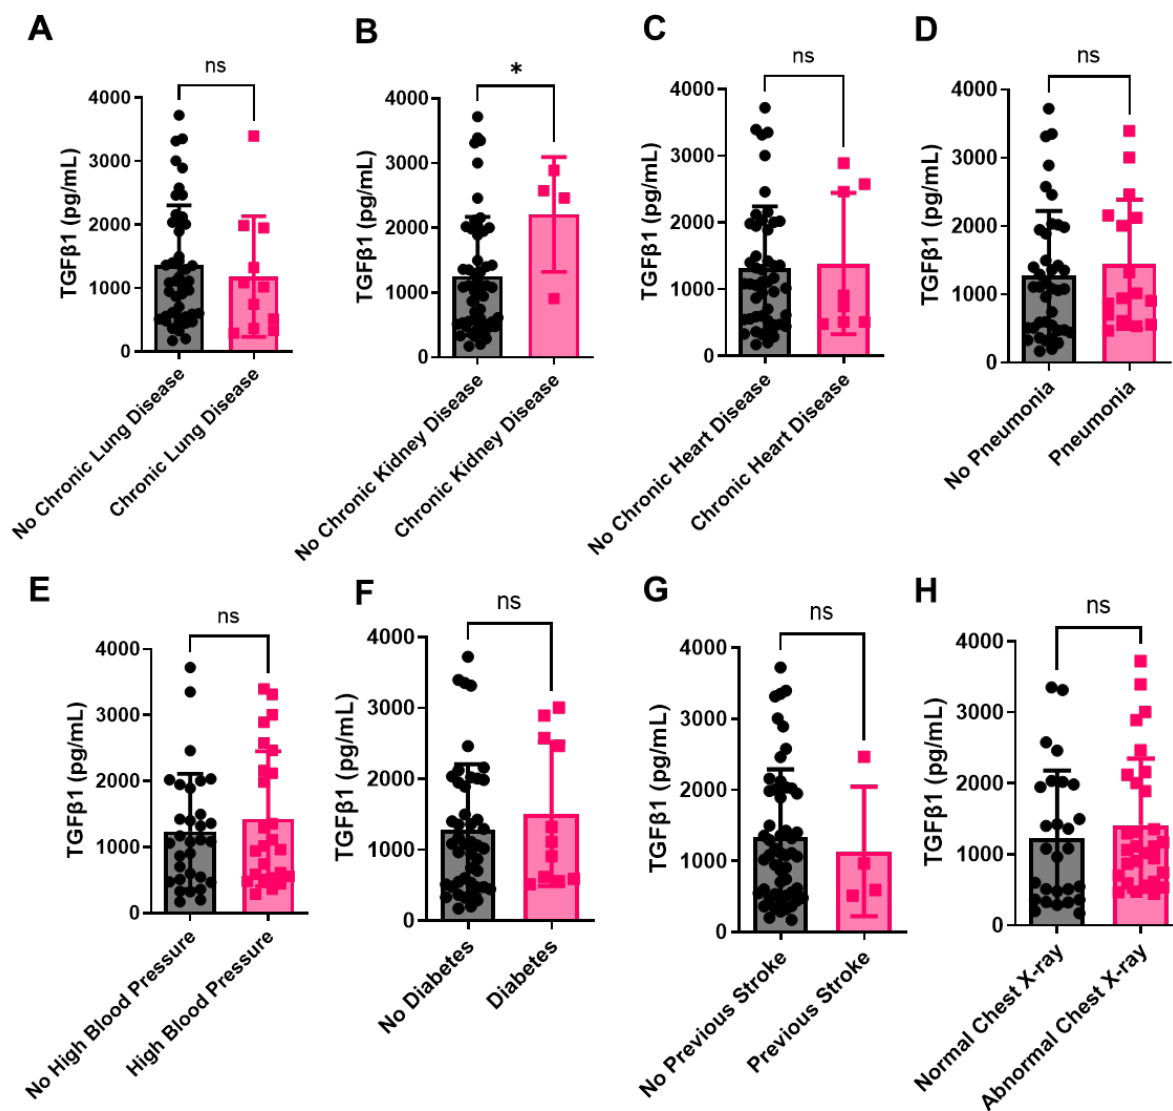 A
ns
TGFβ1 (pg/mL)
4000
3000
2000
1000
0
No Chronic Lung Disease
Chronic Lung Disease
B
*
TGFβ1 (pg/mL)
4000
3000
2000
1000
0
No Chronic Kidney Disease
Chronic Kidney Disease
C
ns
TGFβ1 (pg/mL)
4000
3000
2000
1000
0
No Chronic Heart Disease
Chronic Heart Disease
D
ns
TGFβ1 (pg/mL)
4000
3000
2000
1000
0
No Pneumonia
Pneumonia
E
ns
TGFβ1 (pg/mL)
4000
3000
2000
1000
0
No High Blood Pressure
High Blood Pressure
F
ns
TGFβ1 (pg/mL)
4000
3000
2000
1000
0
No Diabetes
Diabetes
G
ns
TGFβ1 (pg/mL)
4000
3000
2000
1000
0
No Previous Stroke
Previous Stroke
H
ns
TGFβ1 (pg/mL)
4000
3000
2000
1000
0
Normal Chest X-ray
Abnormal Chest X-ray